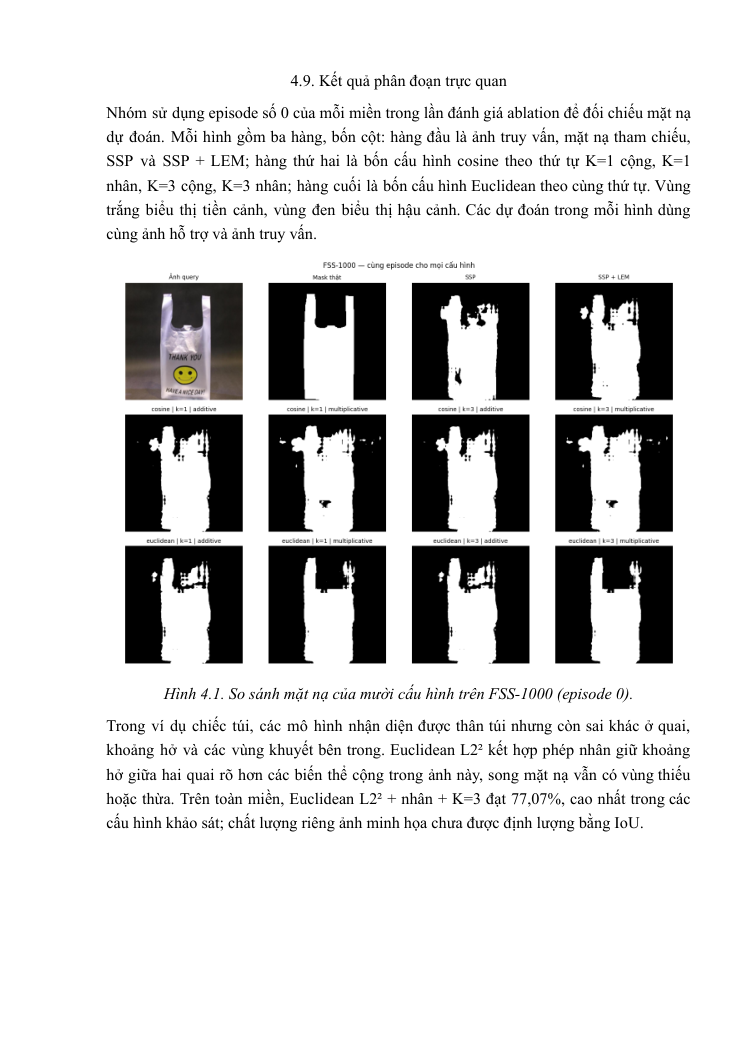 4.9. Kết quả phân đoạn trực quan
Nhóm sử dụng episode số 0 của mỗi miền trong lần đánh giá ablation để đối chiếu mặt nạ
dự đoán. Mỗi hình gồm ba hàng, bốn cột: hàng đầu là ảnh truy vấn, mặt nạ tham chiếu,
SSP và SSP + LEM; hàng thứ hai là bốn cấu hình cosine theo thứ tự K=1 cộng, K=1
nhân, K=3 cộng, K=3 nhân; hàng cuối là bốn cấu hình Euclidean theo cùng thứ tự. Vùng
trắng biểu thị tiền cảnh, vùng đen biểu thị hậu cảnh. Các dự đoán trong mỗi hình dùng
cùng ảnh hỗ trợ và ảnh truy vấn.
FSS-1000 — cùng episode cho mọi cấu hình
Ảnh query Mask thật SSP SSP + LEM
THANK YOU
HAVE A NICE DAY
cosine | k=1 | additive cosine | k=1 | multiplicative cosine | k=3 | additive cosine | k=3 | multiplicative
euclidean | k=1 | additive euclidean | k=1 | multiplicative euclidean | k=3 | additive euclidean | k=3 | multiplicative
Hình 4.1. So sánh mặt nạ của mười cấu hình trên FSS-1000 (episode 0).
Trong ví dụ chiếc túi, các mô hình nhận diện được thân túi nhưng còn sai khác ở quai,
khoảng hở và các vùng khuyết bên trong. Euclidean L2² kết hợp phép nhân giữ khoảng
hở giữa hai quai rõ hơn các biến thể cộng trong ảnh này, song mặt nạ vẫn có vùng thiếu
hoặc thừa. Trên toàn miền, Euclidean L2² + nhân + K=3 đạt 77,07%, cao nhất trong các
cấu hình khảo sát; chất lượng riêng ảnh minh họa chưa được định lượng bằng IoU.